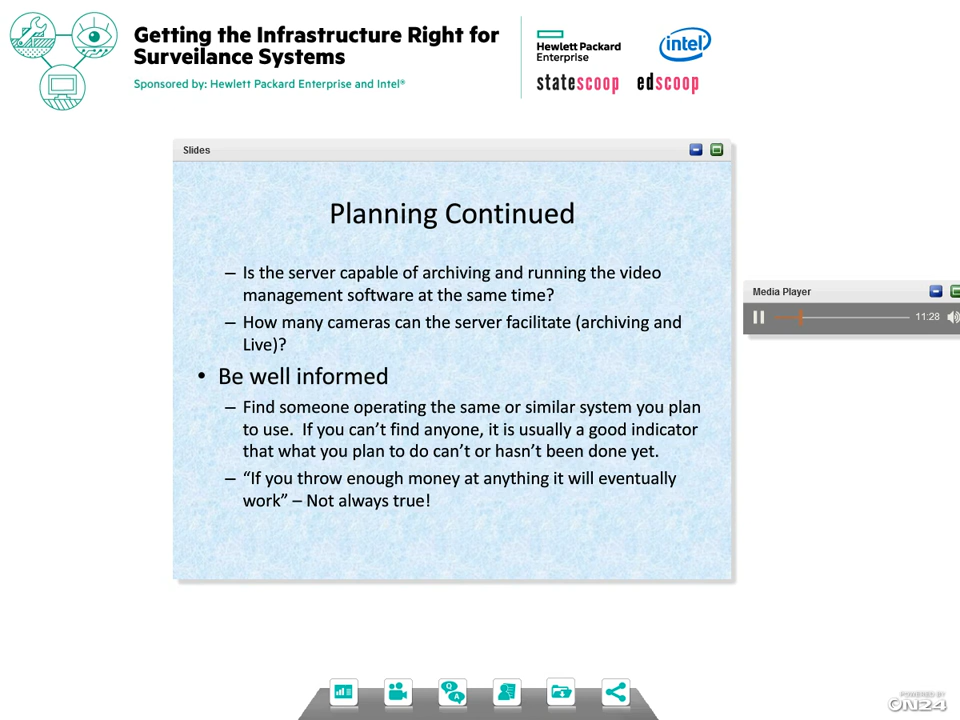 Getting the Infrastructure Right for
Surveilance Systems
Sponsored by: Hewlett Packard Enterprise and Intel®
Hewlett Packard
Enterprise
intel®
statescoop edscoop
Slides
Planning Continued
– Is the server capable of archiving and running the video
management software at the same time?
– How many cameras can the server facilitate (archiving and
Live)?
• Be well informed
– Find someone operating the same or similar system you plan
to use. If you can’t find anyone, it is usually a good indicator
that what you plan to do can’t or hasn’t been done yet.
– “If you throw enough money at anything it will eventually
work” – Not always true!
Media Player
11:28
Q
A
POWERED BY
ON24